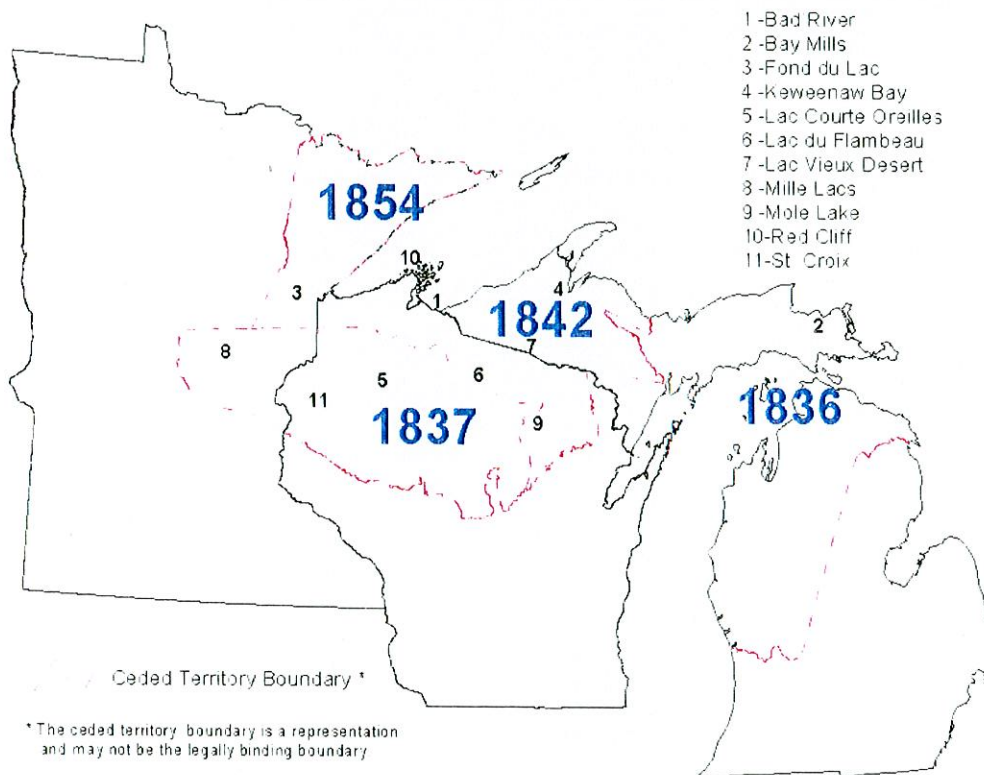 1 -Bad River
2 -Bay Mills
3 -Fond du Lac
4 -Keweenaw Bay
5 -Lac Courte Oreilles
6 -Lac du Flambeau
7 -Lac Vieux Desert
8 -Mille Lacs
9 -Mole Lake
10-Red Cliff
11-St Croix
1854
10
3
1
4
1842
2
7
8
5
6
11
1837
9
1836
Ceded Territory Boundary *
* The ceded territory boundary is a representation
and may not be the legally binding boundary